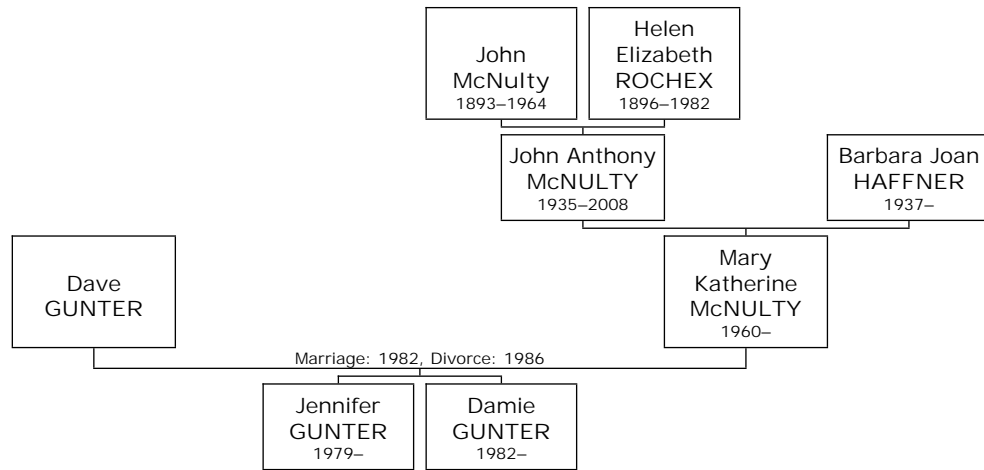 John
McNulty
1893–1964
Helen
Elizabeth
ROCHEX
1896–1982
John Anthony
McNULTY
1935–2008
Barbara Joan
HAFFNER
1937–
Dave
GUNTER
Mary
Katherine
McNULTY
1960–
Marriage: 1982, Divorce: 1986
Jennifer
GUNTER
1979–
Damie
GUNTER
1982–